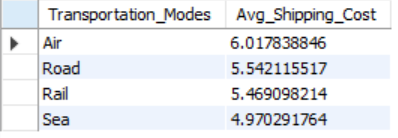 Transportation_Modes Avg_Shipping_Cost
Air 6.017838846
Road 5.542115517
Rail 5.469098214
Sea 4.970291764